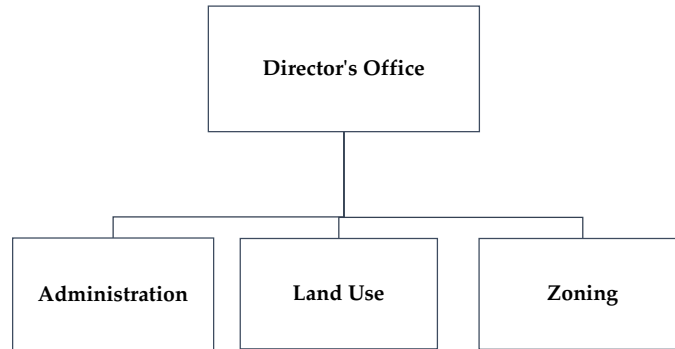 Director's Office
Administration
Land Use
Zoning